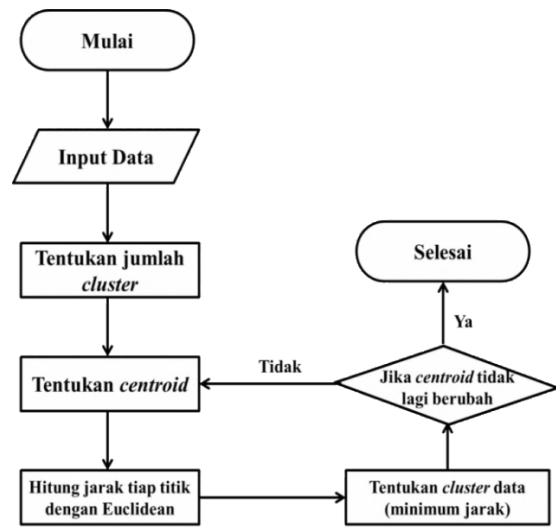 Mulai
Input Data
Tentukan jumlah
cluster
Tentukan centroid
Hitung jarak tiap titik
dengan Euclidean
Tentukan cluster data
(minimum jarak)
Jika centroid tidak
lagi berubah
Tidak
Ya
Selesai